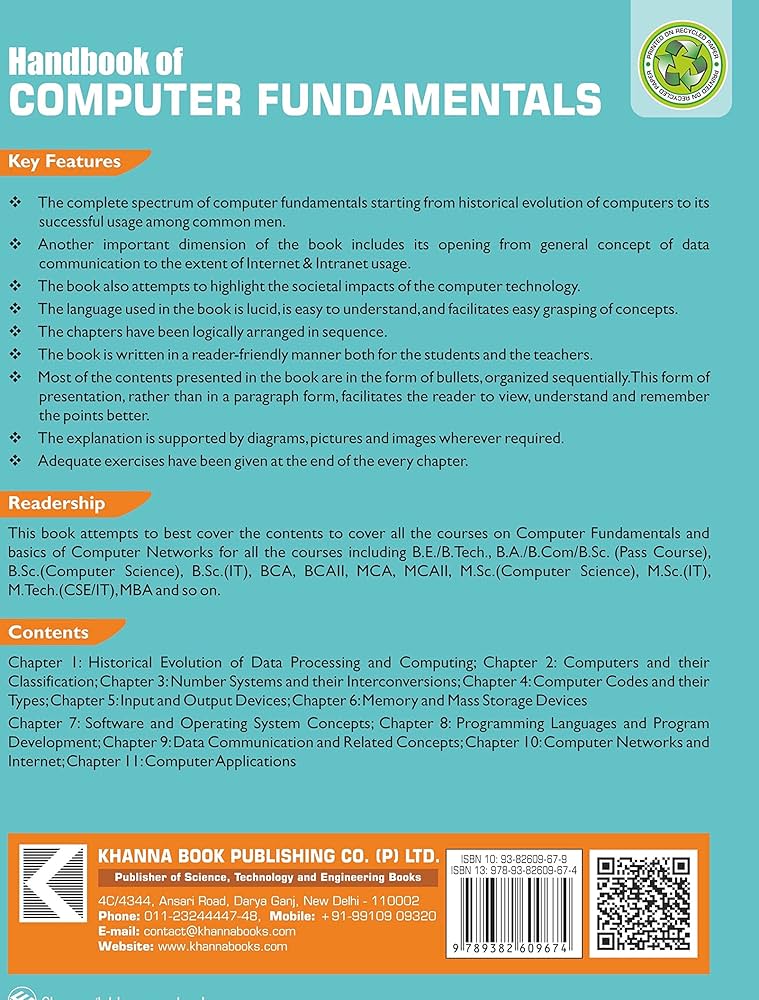 Handbook of
COMPUTER FUNDAMENTALS
PRINTED ON RECYCLED PAPER • PRINTED ON RECYCLED PAPER •
Key Features
❖ The complete spectrum of computer fundamentals starting from historical evolution of computers to its
successful usage among common men.
❖ Another important dimension of the book includes its opening from general concept of data
communication to the extent of Internet & Intranet usage.
❖ The book also attempts to highlight the societal impacts of the computer technology.
❖ The language used in the book is lucid, is easy to understand, and facilitates easy grasping of concepts.
❖ The chapters have been logically arranged in sequence.
❖ The book is written in a reader-friendly manner both for the students and the teachers.
❖ Most of the contents presented in the book are in the form of bullets, organized sequentially. This form of
presentation, rather than in a paragraph form, facilitates the reader to view, understand and remember
the points better.
❖ The explanation is supported by diagrams, pictures and images wherever required.
❖ Adequate exercises have been given at the end of the every chapter.
Readership
This book attempts to best cover the contents to cover all the courses on Computer Fundamentals and
basics of Computer Networks for all the courses including B.E./B.Tech., B.A./B.Com/B.Sc. (Pass Course),
B.Sc.(Computer Science), B.Sc.(IT), BCA, BCAII, MCA, MCAII, M.Sc.(Computer Science), M.Sc.(IT),
M.Tech.(CSE/IT), MBA and so on.
Contents
Chapter 1: Historical Evolution of Data Processing and Computing; Chapter 2: Computers and their
Classification; Chapter 3: Number Systems and their Interconversions; Chapter 4: Computer Codes and their
Types; Chapter 5: Input and Output Devices; Chapter 6: Memory and Mass Storage Devices
Chapter 7: Software and Operating System Concepts; Chapter 8: Programming Languages and Program
Development; Chapter 9: Data Communication and Related Concepts; Chapter 10: Computer Networks and
Internet; Chapter 11: Computer Applications
KHANNA BOOK PUBLISHING CO. (P) LTD.
Publisher of Science, Technology and Engineering Books
4C/4344, Ansari Road, Darya Ganj, New Delhi - 110002
Phone: 011-23244447-48, Mobile: +91-99109 09320
E-mail: contact@khannabooks.com
Website: www.khannabooks.com
ISBN 10: 93-82609-67-9
ISBN 13: 978-93-82609-67-4
9 789382 609674